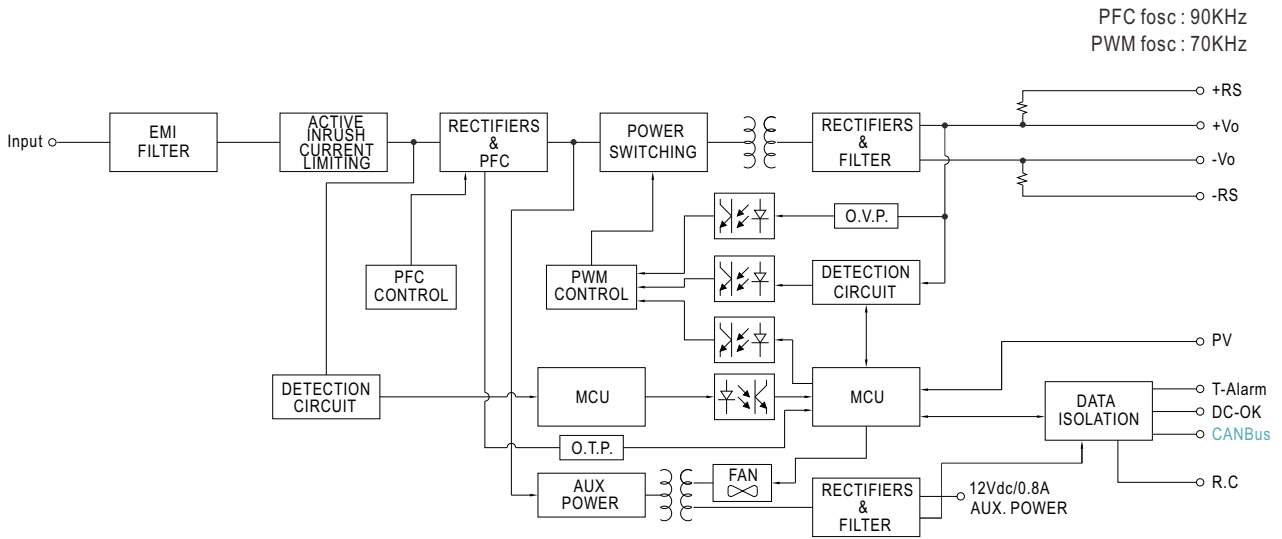 PFC fosc : 90KHz
PWM fosc : 70KHz
+RS
Input
EMI
FILTER
ACTIVE
INRUSH
CURRENT
LIMITING
RECTIFIERS
&
PFC
POWER
SWITCHING
RECTIFIERS
&
FILTER
+Vo
-Vo
-RS
O.V.P.
PFC
CONTROL
PWM
CONTROL
DETECTION
CIRCUIT
PV
DETECTION
CIRCUIT
MCU
MCU
DATA
ISOLATION
T-Alarm
DC-OK
CANBus
O.T.P.
R.C
AUX
POWER
FAN
RECTIFIERS
&
FILTER
12Vdc/0.8A
AUX. POWER